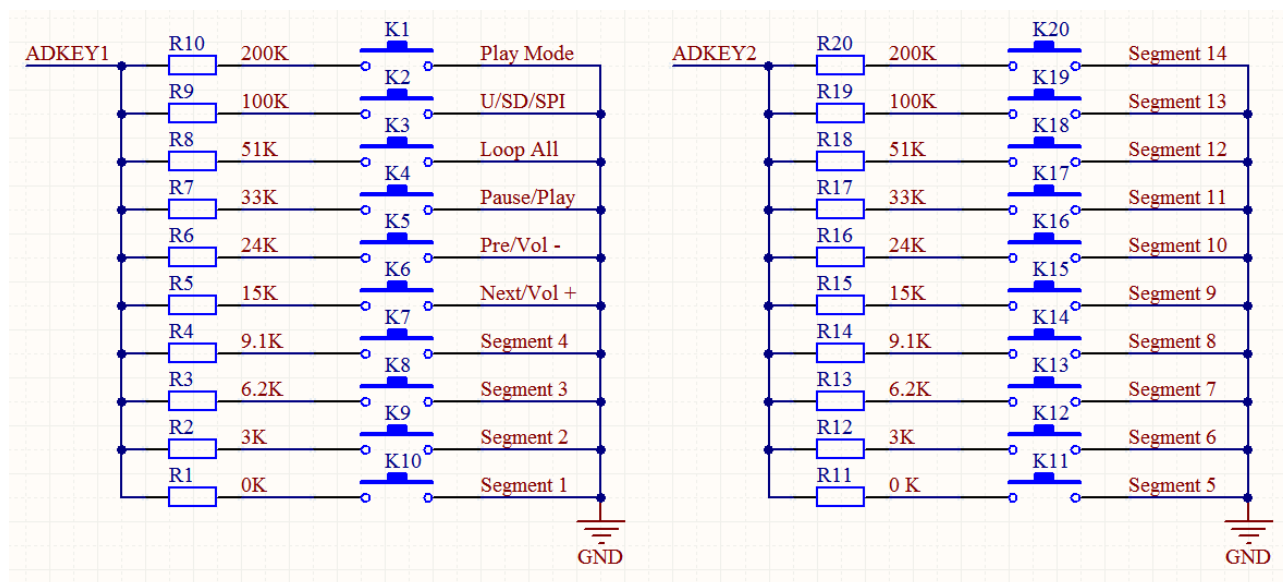 K1 K20
ADKEY1 R10 200K Play Mode ADKEY2 R20 200K Segment 14
K2 K19
R9 100K U/SD/SPI R19 100K Segment 13
K3 K18
R8 51K Loop All R18 51K Segment 12
K4 K17
R7 33K Pause/Play R17 33K Segment 11
K5 K16
R6 24K Pre/Vol - R16 24K Segment 10
K6 K15
R5 15K Next/Vol + R15 15K Segment 9
K7 K14
R4 9.1K Segment 4 R14 9.1K Segment 8
K8 K13
R3 6.2K Segment 3 R13 6.2K Segment 7
K9 K12
R2 3K Segment 2 R12 3K Segment 6
K10 K11
R1 0K Segment 1 R11 0 K Segment 5
GND GND